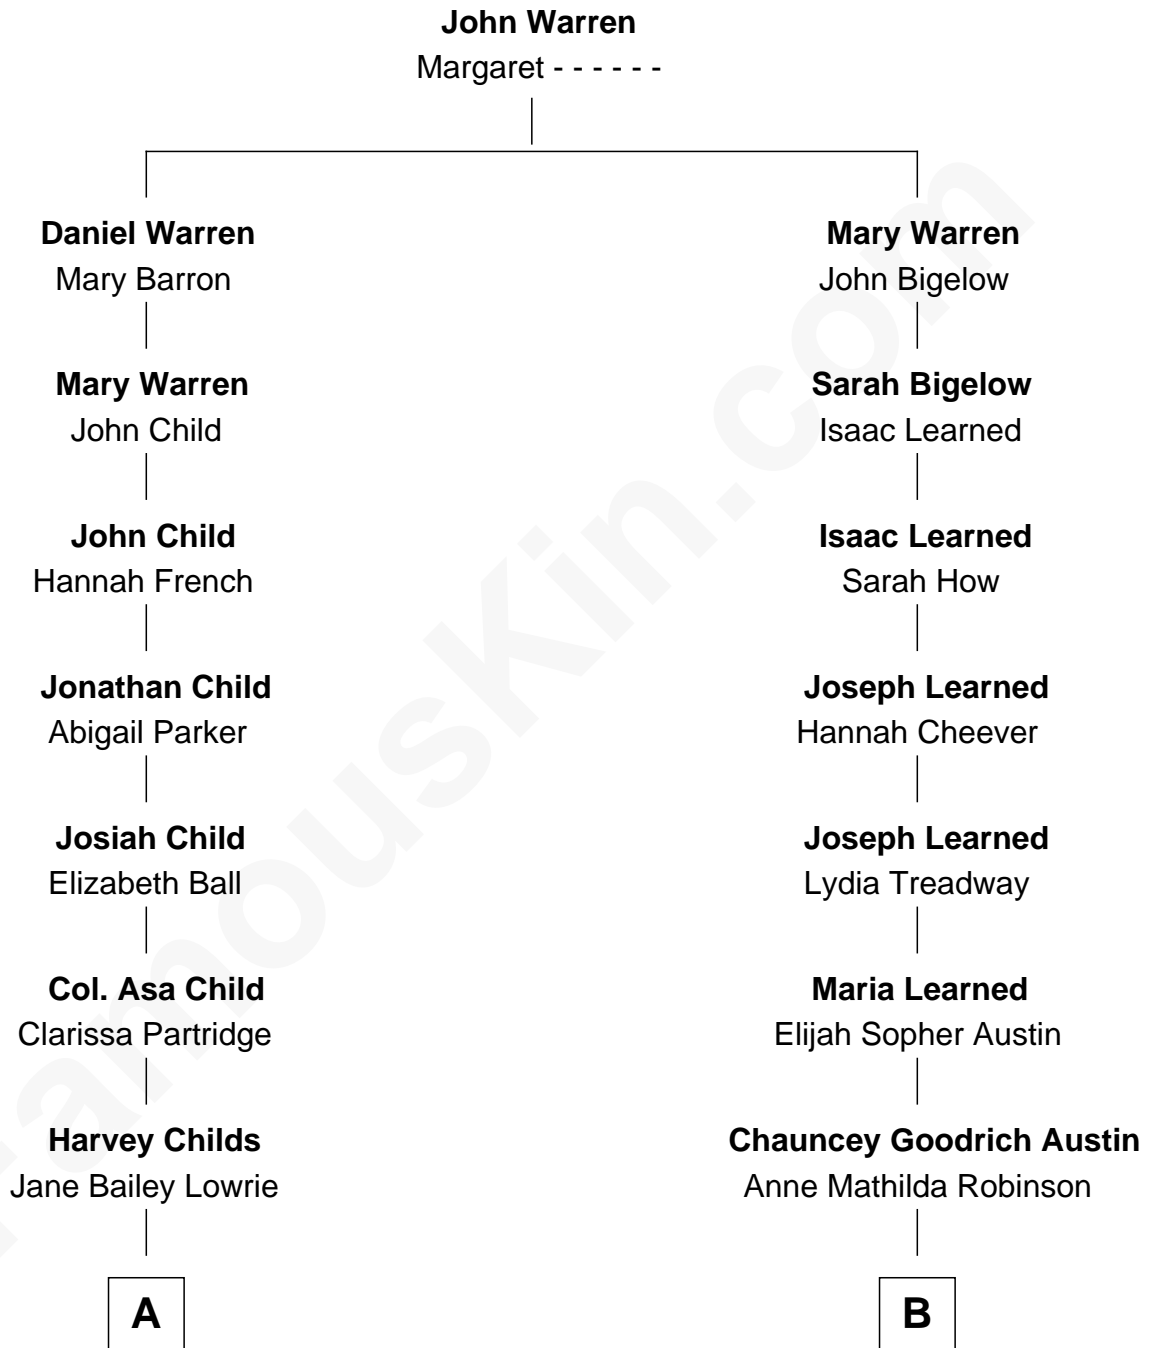 John Warren
Margaret - - - - - -
Daniel Warren
Mary Barron
Mary Warren
John Child
John Child
Hannah French
Jonathan Child
Abigail Parker
Josiah Child
Elizabeth Ball
Col. Asa Child
Clarissa Partridge
Harvey Childs
Jane Bailey Lowrie
A
Mary Warren
John Bigelow
Sarah Bigelow
Isaac Learned
Isaac Learned
Sarah How
Joseph Learned
Hannah Cheever
Joseph Learned
Lydia Treadway
Maria Learned
Elijah Sopher Austin
Chauncey Goodrich Austin
Anne Mathilda Robinson
B
FamousKin.com